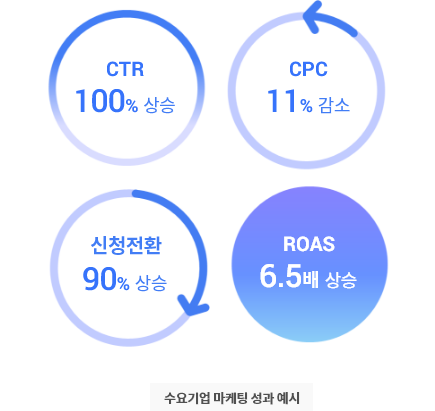 CTR
100% 상승
CPC
11% 감소
신청전환
90% 상승
ROAS
6.5배 상승
수요기업 마케팅 성과 예시